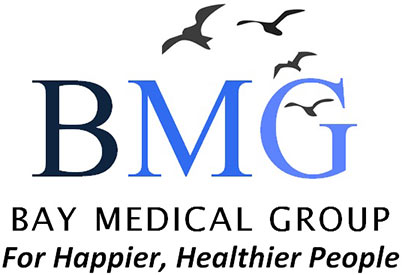 BMG
BAY MEDICAL GROUP
For Happier, Healthier People